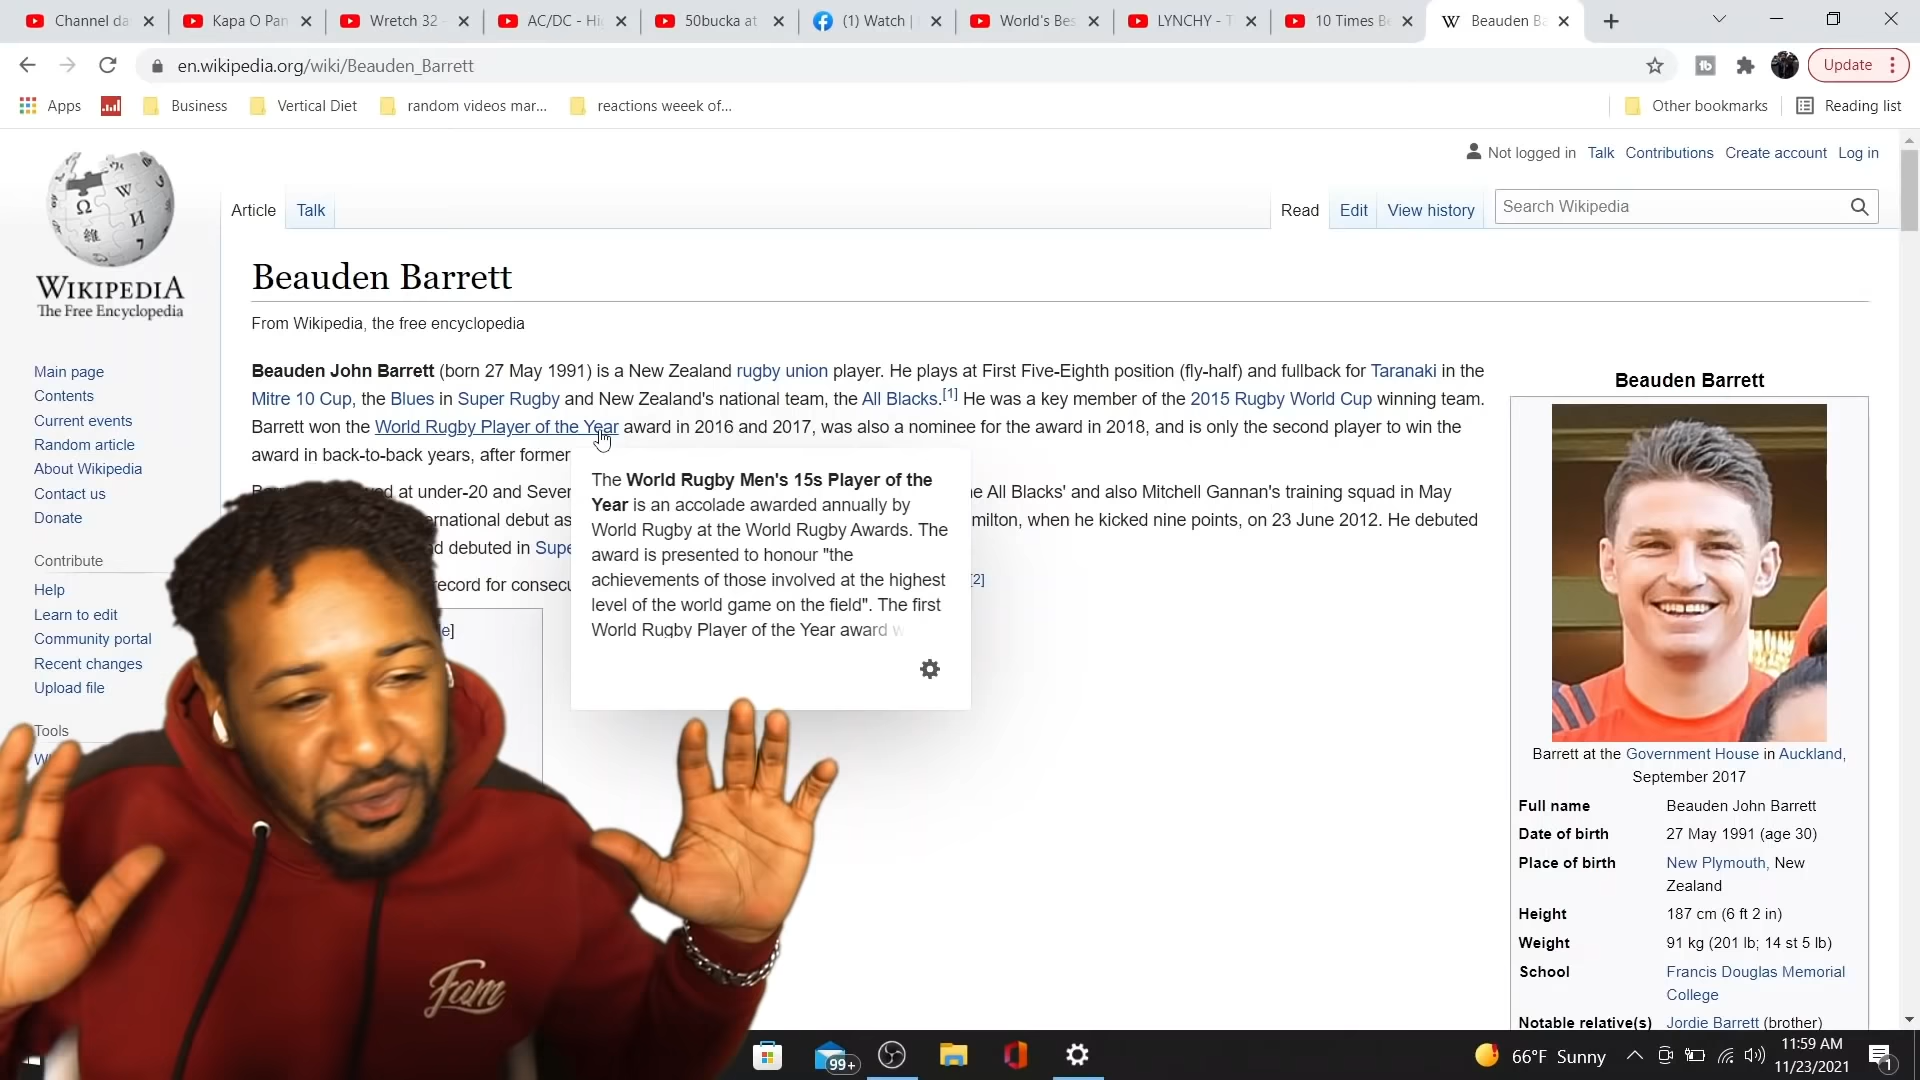 Channel da
Kapa O Pan
Wretch 32 -
AC/DC - Hi
50bucka at
(1) Watch |
World's Bes
LYNCHY - T
10 Times Be
Beauden Ba
en.wikipedia.org/wiki/Beauden_Barrett
Update
Apps
Business
Vertical Diet
random videos mar...
reactions weeek of...
Other bookmarks
Reading list
Not logged in Talk Contributions Create account Log in
WIKIPEDIA
The Free Encyclopedia
Article Talk
Read Edit View history
Search Wikipedia
Beauden Barrett
From Wikipedia, the free encyclopedia
Main page
Contents
Current events
Random article
About Wikipedia
Contact us
Donate
Contribute
Help
Learn to edit
Community portal
Recent changes
Upload file
Tools
Beauden John Barrett (born 27 May 1991) is a New Zealand rugby union player. He plays at First Five-Eighth position (fly-half) and fullback for Taranaki in the
Mitre 10 Cup, the Blues in Super Rugby and New Zealand's national team, the All Blacks.[1] He was a key member of the 2015 Rugby World Cup winning team.
Barrett won the World Rugby Player of the Year award in 2016 and 2017, was also a nominee for the award in 2018, and is only the second player to win the
award in back-to-back years, after former
at under-20 and Seven All Blacks' and also Mitchell Gannan's training squad in May
ernational debut as milton, when he kicked nine points, on 23 June 2012. He debuted
d debuted in Supe
record for consecu [2]
The World Rugby Men's 15s Player of the
Year is an accolade awarded annually by
World Rugby at the World Rugby Awards. The
award is presented to honour "the
achievements of those involved at the highest
level of the world game on the field". The first
World Rugby Player of the Year award w
Beauden Barrett
Barrett at the Government House in Auckland,
September 2017
Full name Beauden John Barrett
Date of birth 27 May 1991 (age 30)
Place of birth New Plymouth, New
Zealand
Height 187 cm (6 ft 2 in)
Weight 91 kg (201 lb; 14 st 5 lb)
School Francis Douglas Memorial
College
Notable relative(s) Jordie Barrett (brother)
Fam
99+
66°F Sunny
11:59 AM
11/23/2021
1